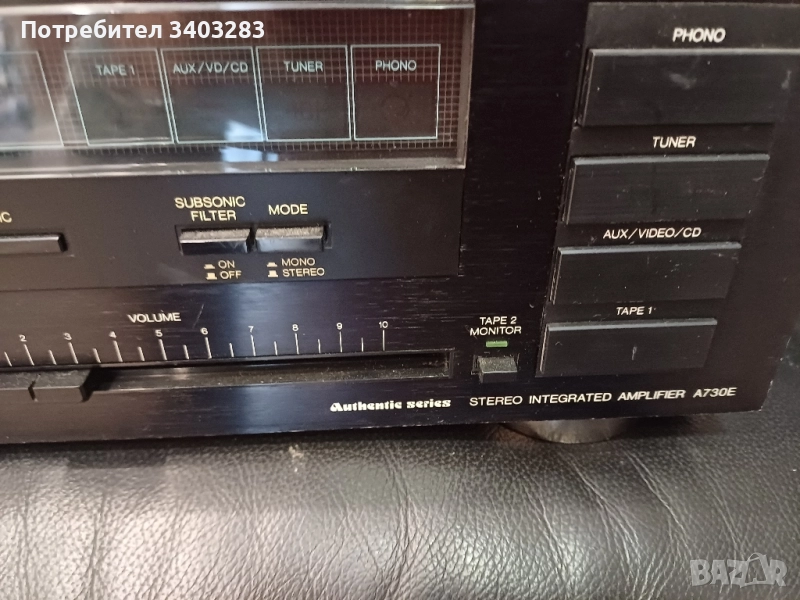 Потребител 3403283
PHONO
TAPE 1 AUX/VD/CD TUNER PHONO
TUNER
SUBSONIC FILTER MODE
IC
ON MONO
OFF STEREO
AUX/VIDEO/CD
VOLUME
TAPE 2 MONITOR
TAPE 1
2 3 4 5 6 7 8 9 10
Authentic series
STEREO INTEGRATED AMPLIFIER A730E
BAZAR